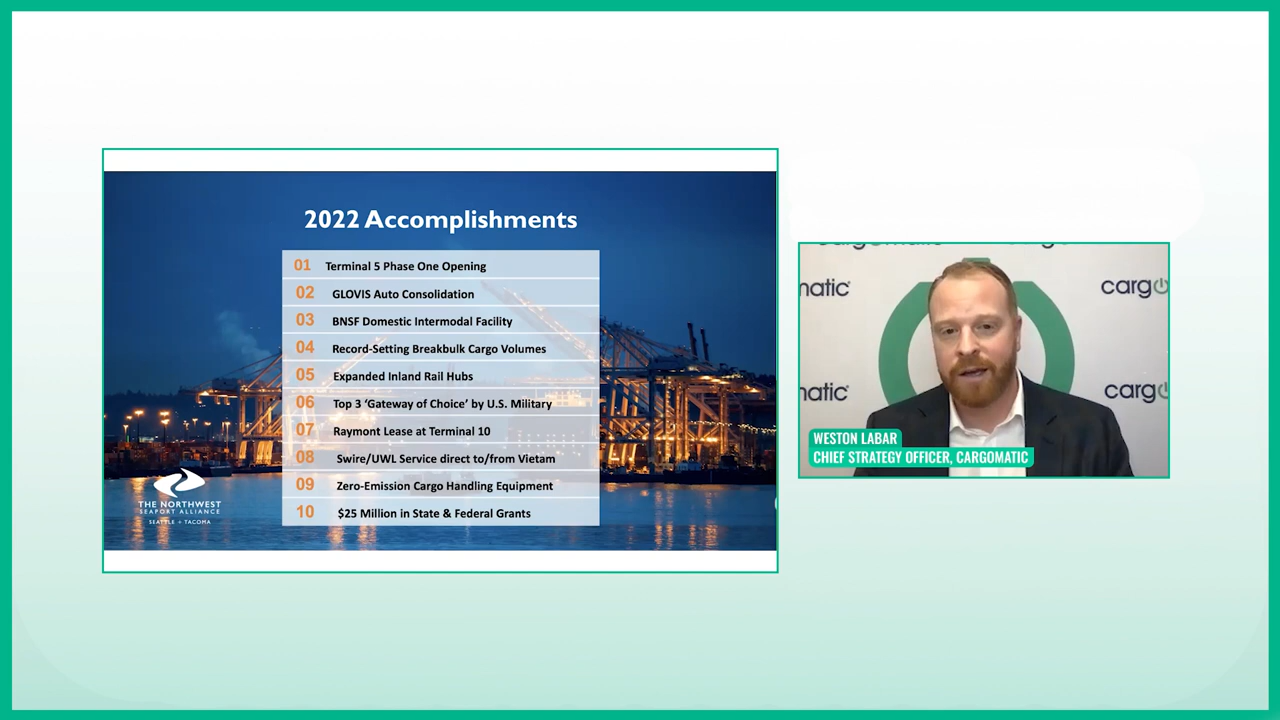 2022 Accomplishments
01 Terminal 5 Phase One Opening
02 GLOVIS Auto Consolidation
03 BNSF Domestic Intermodal Facility
04 Record-Setting Breakbulk Cargo Volumes
05 Expanded Inland Rail Hubs
06 Top 3 ‘Gateway of Choice’ by U.S. Military
07 Raymont Lease at Terminal 10
08 Swire/UWL Service direct to/from Vietam
09 Zero-Emission Cargo Handling Equipment
10 $25 Million in State & Federal Grants
THE NORTHWEST
SEAPORT ALLIANCE
SEATTLE + TACOMA
matic
cargo
matic
cargo
WESTON LABAR
CHIEF STRATEGY OFFICER, CARGOMATIC